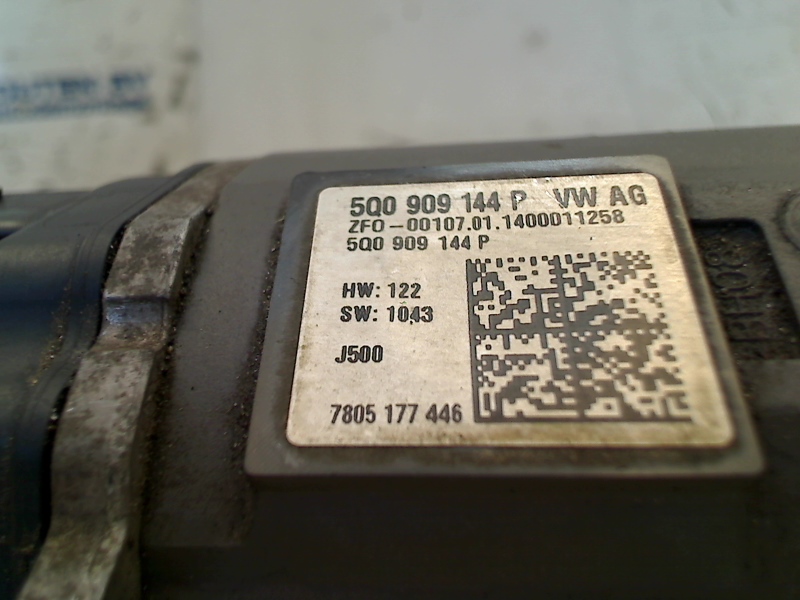 5Q0 909 144 P VW AG
ZFO-00107.01.1400011258
5Q0 909 144 P
HW: 122
SW: 1043
J500
7805 177 446